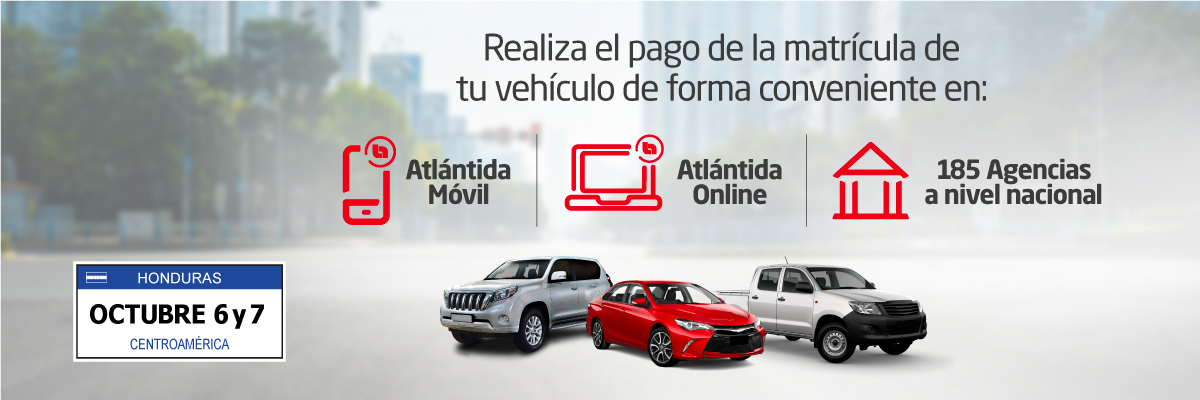 Realiza el pago de la matrícula de
tu vehículo de forma conveniente en:
Atlántida
Móvil
Atlántida
Online
185 Agencias
a nivel nacional
HONDURAS
OCTUBRE 6 y 7
CENTROAMÉRICA